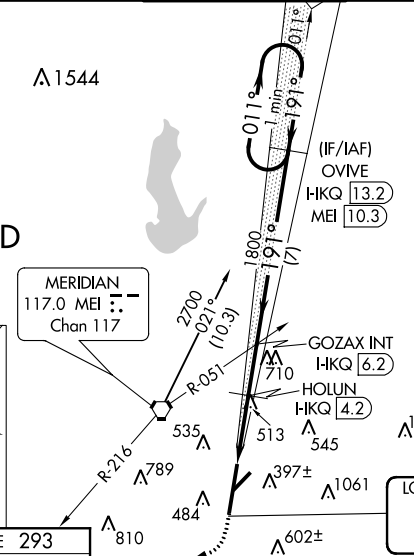 011°
1544
011°
1 min
191°
(IF/IAF)
OVIVE
I-IKQ 13.2
MEI 10.3
D
1800
191°
(7)
MERIDIAN
117.0 MEI
Chan 117
2700
021°
(10.3)
R-051
GOZAX INT
I-IKQ 6.2
710
HOLUN
I-IKQ 4.2
535
513
545
1
R-216
789
397±
1061
484
LO
E 293
810
602±